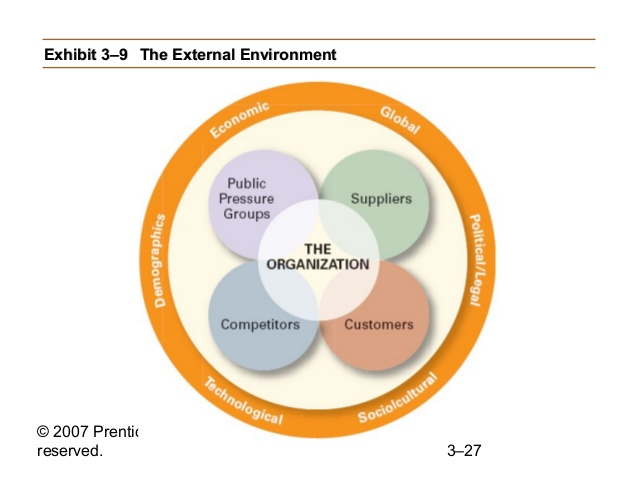 Exhibit 3–9 The External Environment
Economic
Global
Public
Pressure
Groups
Suppliers
Demographics
THE
ORGANIZATION
Political/Legal
Competitors
Customers
Technological
Sociolcultural
© 2007
reserved.
3–27